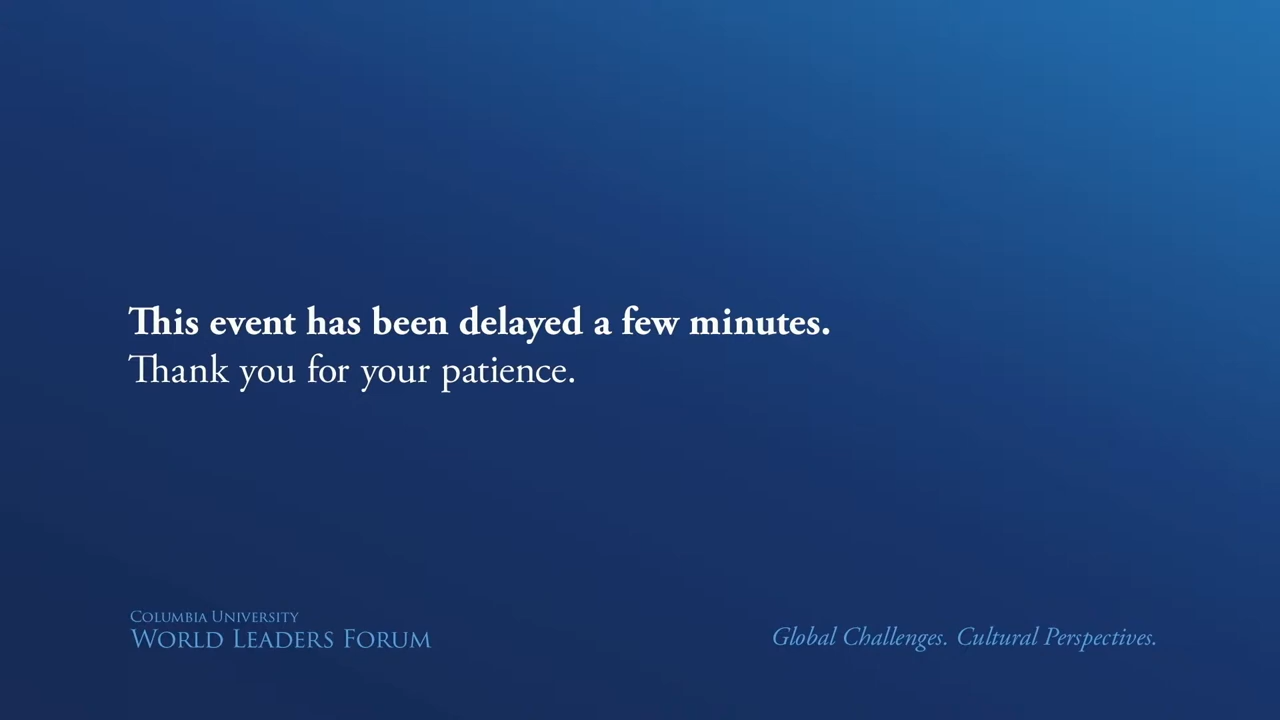 This event has been delayed a few minutes.
Thank you for your patience.
COLUMBIA UNIVERSITY
WORLD LEADERS FORUM
Global Challenges. Cultural Perspectives.